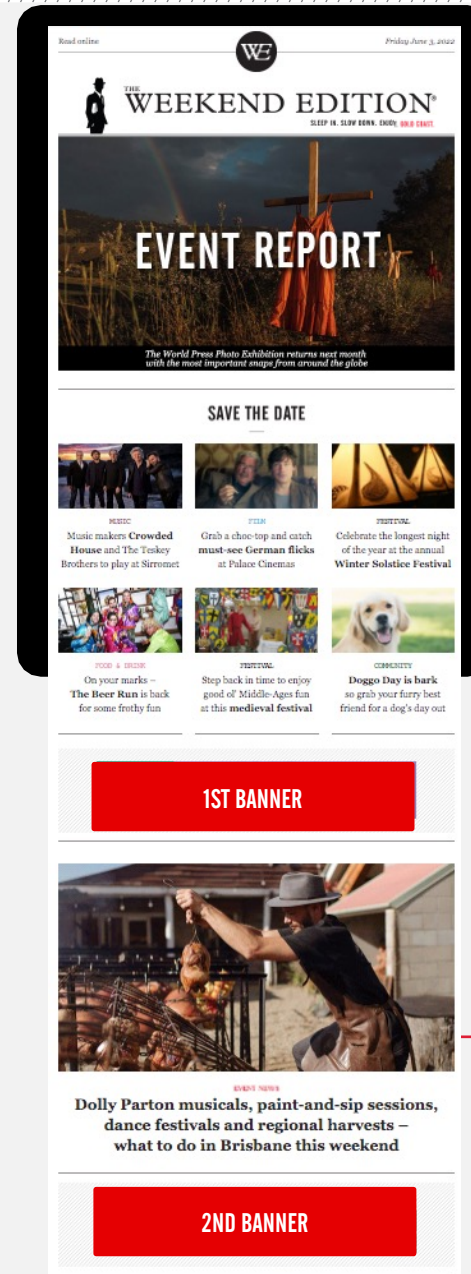 Read online
WE
Friday June 3, 2022
THE
WEEKEND EDITION®
SLEEP IN. SLOW DOWN. ENJOY. GOLD COAST.
EVENT REPORT
The World Press Photo Exhibition returns next month
with the most important snaps from around the globe
SAVE THE DATE
MUSIC
Music makers Crowded
House and The Teskey
Brothers to play at Sirromet
FILM
Grab a choc-top and catch
must-see German flicks
at Palace Cinemas
FESTIVAL
Celebrate the longest night
of the year at the annual
Winter Solstice Festival
FOOD & DRINK
On your marks –
The Beer Run is back
for some frothy fun
FESTIVAL
Step back in time to enjoy
good ol' Middle-Ages fun
at this medieval festival
COMMUNITY
Doggo Day is bark
so grab your furry best
friend for a dog's day out
1ST BANNER
EVENT NEWS
Dolly Parton musicals, paint-and-sip sessions,
dance festivals and regional harvests –
what to do in Brisbane this weekend
2ND BANNER